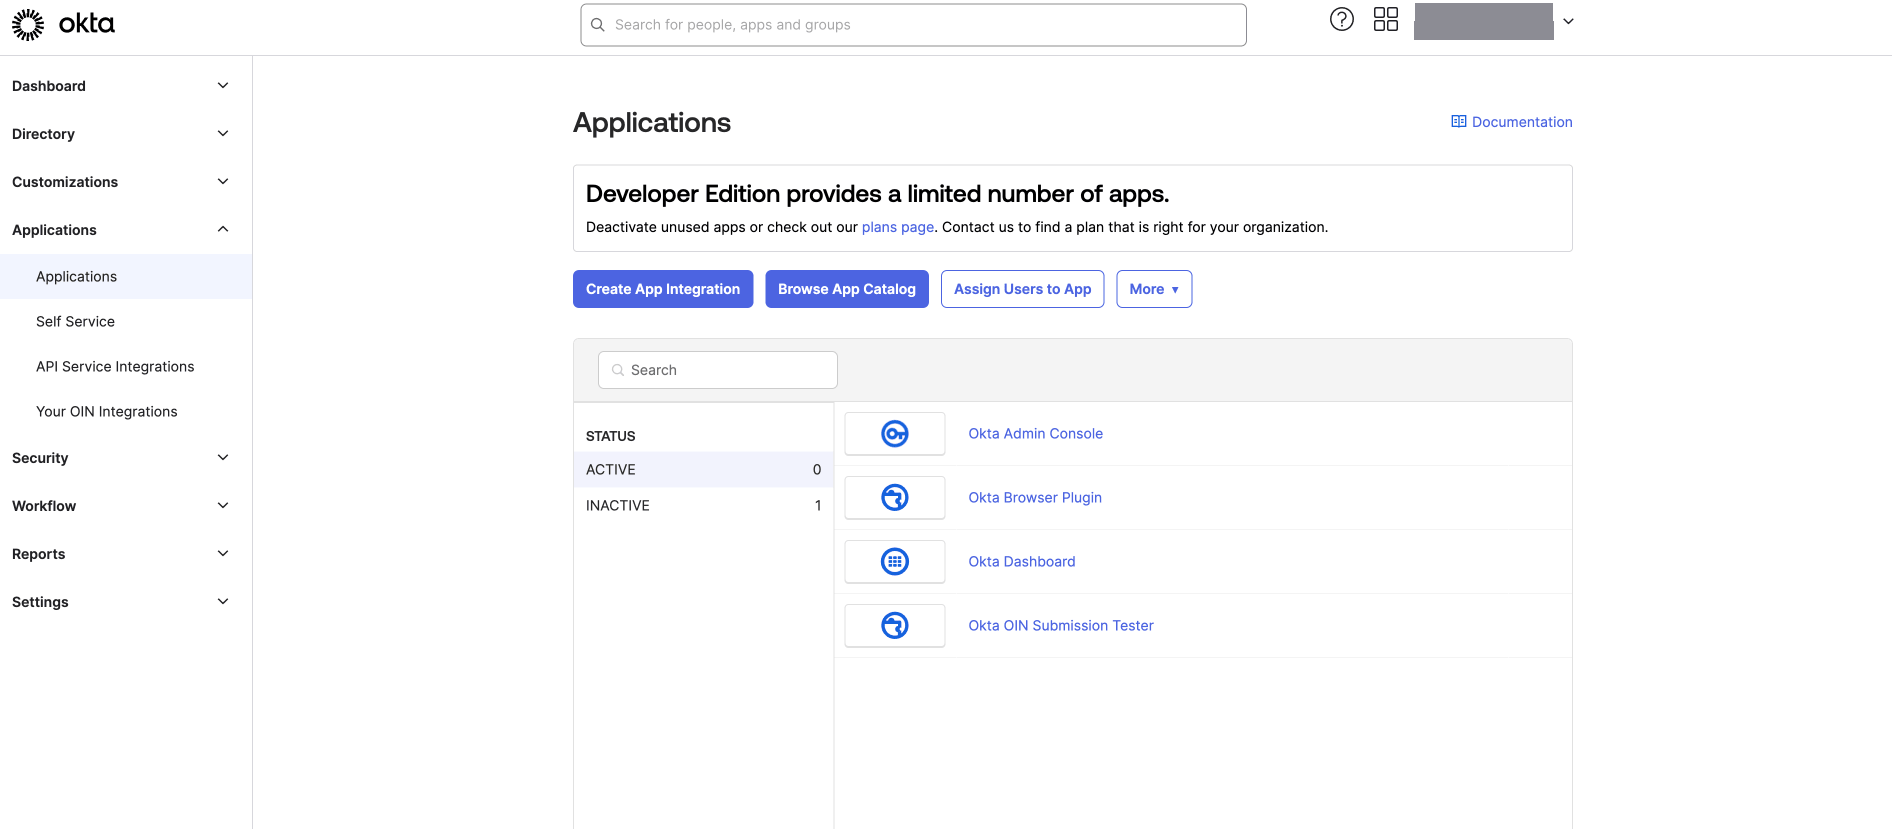 okta
Search for people, apps and groups
Dashboard
Directory
Customizations
Applications
Applications
Self Service
API Service Integrations
Your OIN Integrations
Security
Workflow
Reports
Settings
Applications
Documentation
Developer Edition provides a limited number of apps.
Deactivate unused apps or check out our plans page. Contact us to find a plan that is right for your organization.
Create App Integration Browse App Catalog Assign Users to App More ▼
Search
STATUS
ACTIVE 0
INACTIVE 1
Okta Admin Console
Okta Browser Plugin
Okta Dashboard
Okta OIN Submission Tester